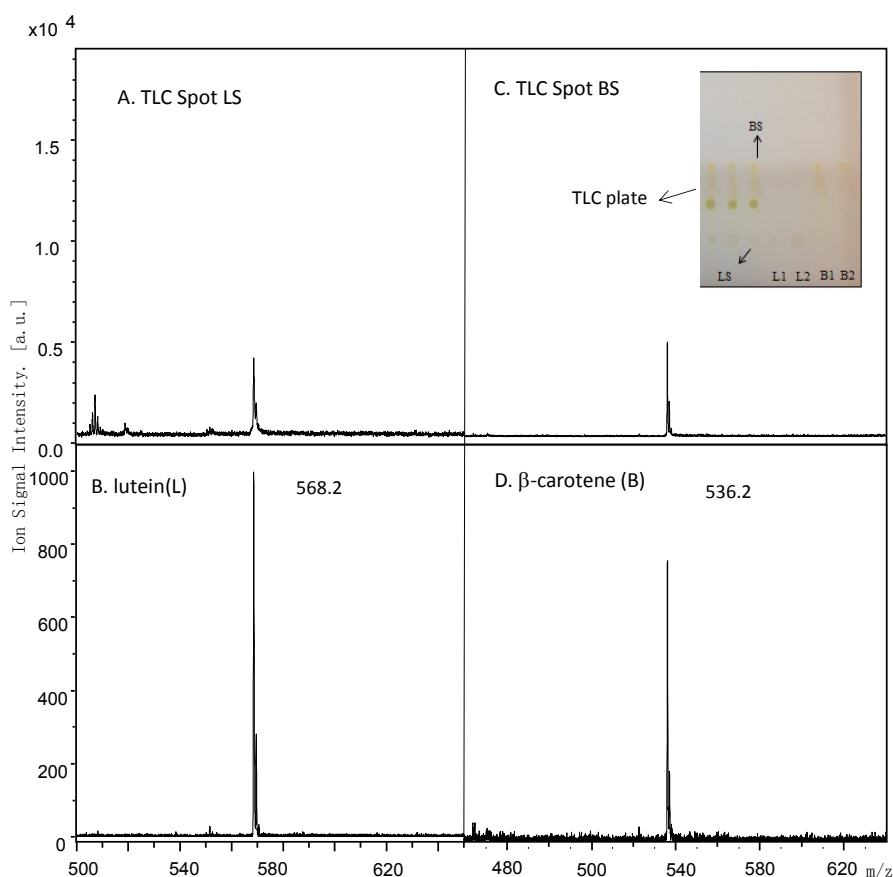 x10 4
A. TLC Spot LS
C. TLC Spot BS
BS
TLC plate
LS L1 L2 B1 B2
1.5
1.0
0.5
0.0
Ion Signal Intensity. [a.u.]
B. lutein(L)
568.2
D. β-carotene (B)
536.2
1000
800
600
400
200
0
500 540 580 620 480 500 540 580 620 m/z